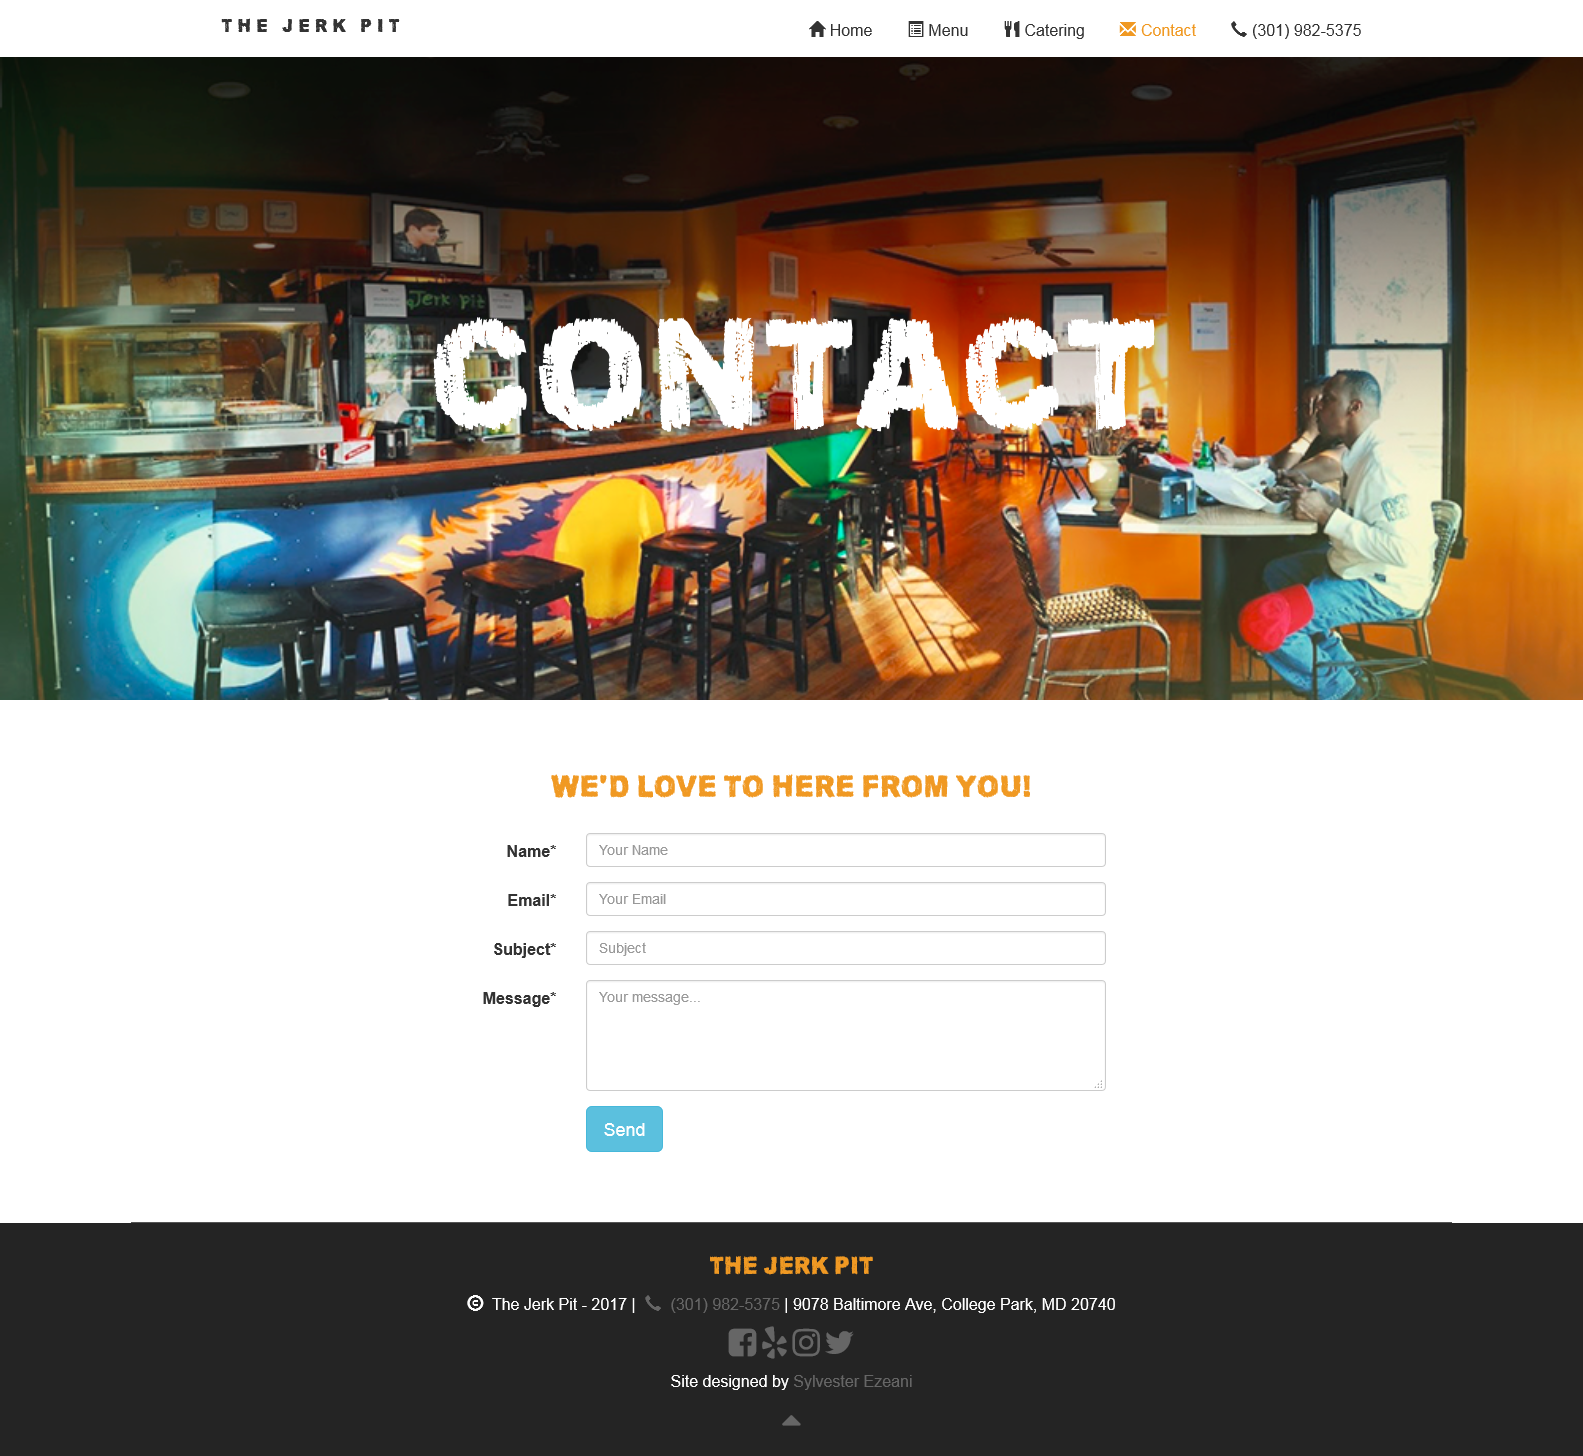 THE JERK PIT
Home Menu Catering Contact (301) 982-5375
Jerk pit
CONTACT
WE'D LOVE TO HERE FROM YOU!
Name* Your Name
Email* Your Email
Subject* Subject
Message* Your message...
Send
THE JERK PIT
© The Jerk Pit - 2017 | (301) 982-5375 | 9078 Baltimore Ave, College Park, MD 20740
Site designed by Sylvester Ezeani